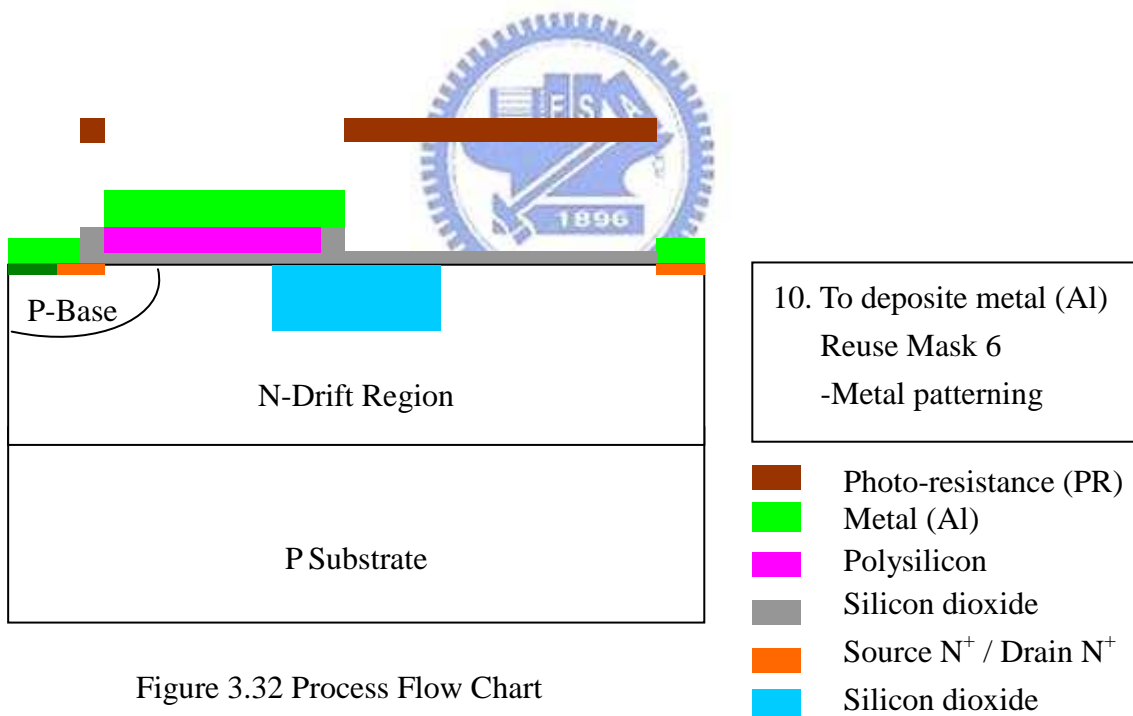 E S A
1896
P-Base
N-Drift Region
P Substrate
10. To deposite metal (Al)
Reuse Mask 6
-Metal patterning
Photo-resistance (PR)
Metal (Al)
Polysilicon
Silicon dioxide
Source N+ / Drain N+
Silicon dioxide
Figure 3.32 Process Flow Chart